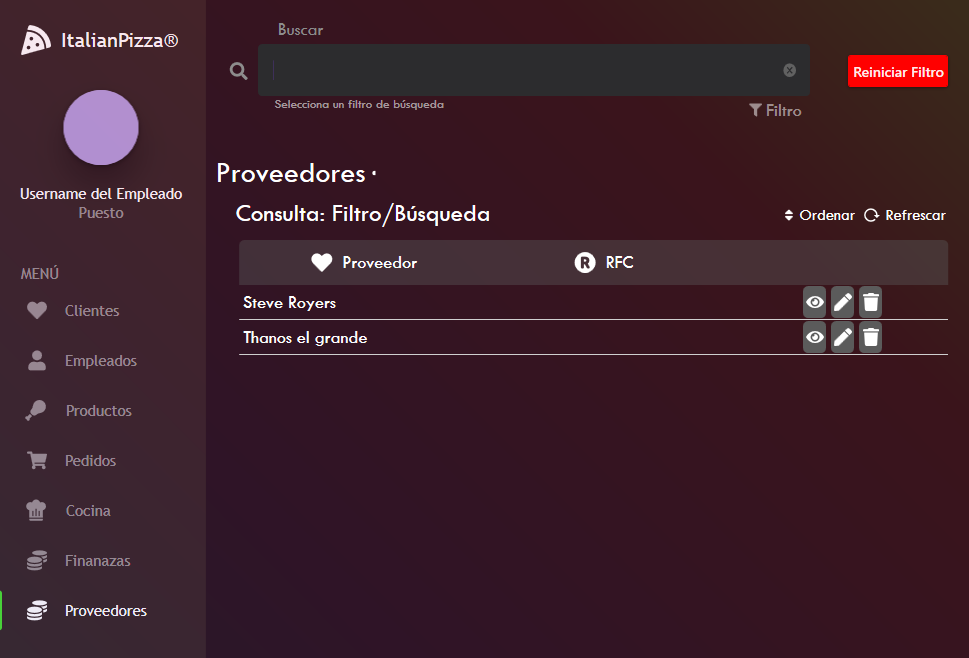 ItalianPizza®
Username del Empleado
Puesto
MENÚ
Clientes
Empleados
Productos
Pedidos
Cocina
Finanazas
Proveedores
Buscar
Selecciona un filtro de búsqueda
Filtro
Reiniciar Filtro
Proveedores ·
Consulta: Filtro/Búsqueda
Ordenar Refrescar
Proveedor R RFC
Steve Royers
Thanos el grande